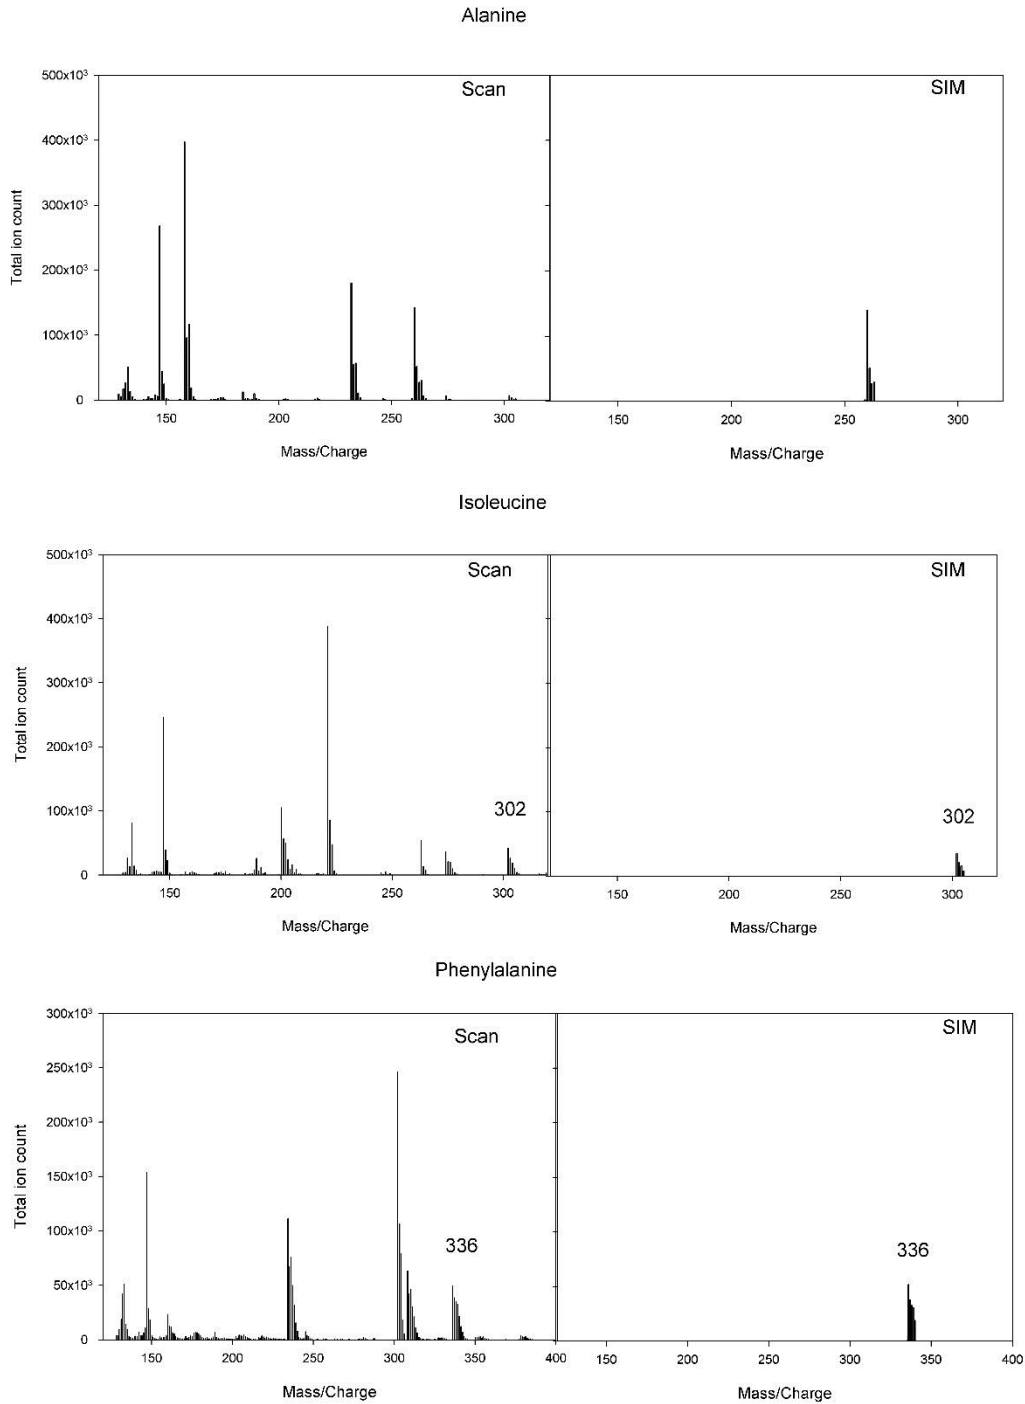 Alanine
Scan
SIM
500x10³
400x10³
300x10³
200x10³
100x10³
0
Total ion count
150 200 250 300
150 200 250 300
Mass/Charge
Mass/Charge
Isoleucine
Scan
SIM
500x10³
400x10³
300x10³
200x10³
100x10³
0
Total ion count
302
302
150 200 250 300
150 200 250 300
Mass/Charge
Mass/Charge
Phenylalanine
Scan
SIM
300x10³
250x10³
200x10³
150x10³
100x10³
50x10³
0
Total ion count
336
336
150 200 250 300 350 400
150 200 250 300 350 400
Mass/Charge
Mass/Charge